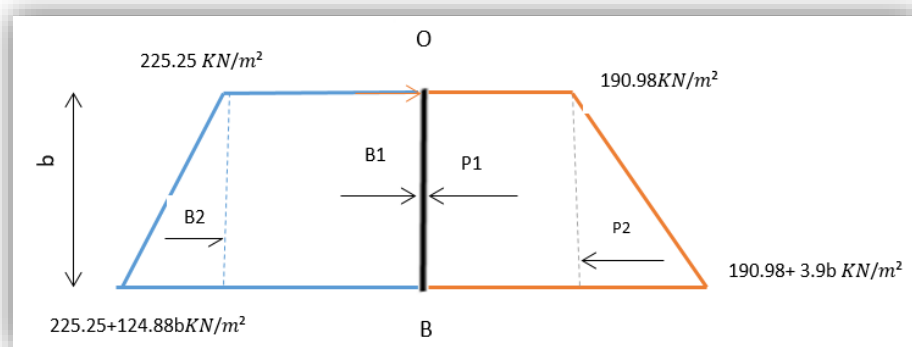 O
225.25 KN/m²
190.98KN/m²
b
B1
P1
B2
P2
190.98+ 3.9b KN/m²
225.25+124.88bKN/m²
B